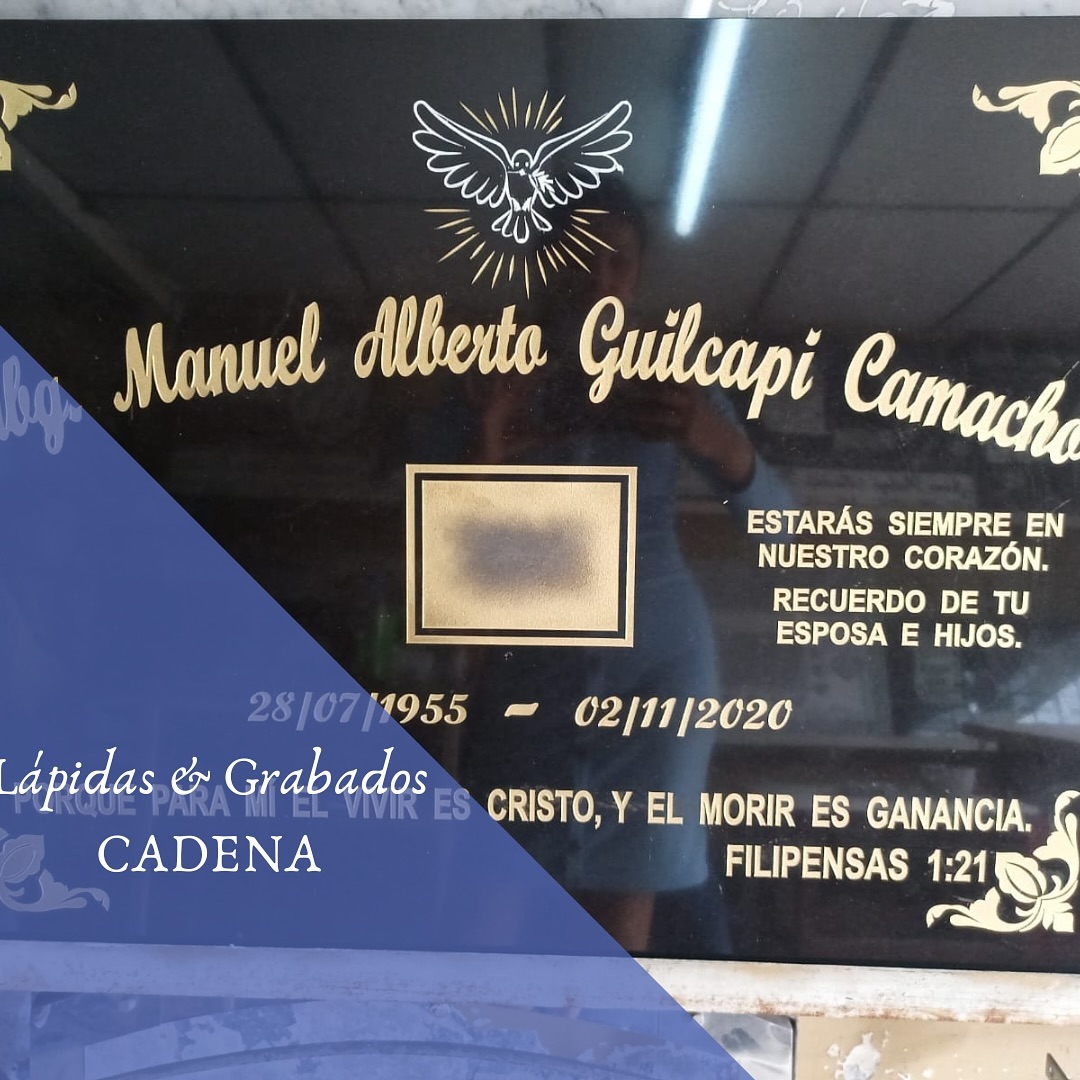 Abg. Manuel Alberto Guilcapi Camacho
ESTARÁS SIEMPRE EN
NUESTRO CORAZÓN.
RECUERDO DE TU
ESPOSA E HIJOS.
28/07/1955 - 02/11/2020
PORQUE PARA MI EL VIVIR ES CRISTO, Y EL MORIR ES GANANCIA.
FILIPENSAS 1:21
Lápidas & Grabados
CADENA